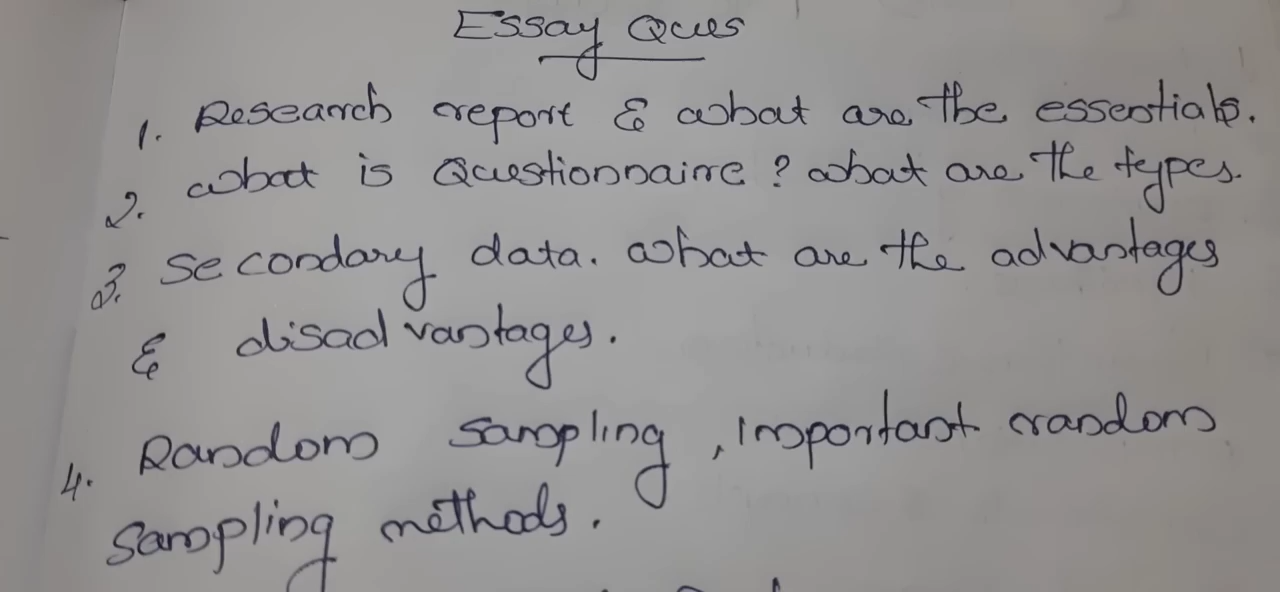 Essay Ques
1. Research report & what are the essentials.
2. what is Questionnaire? what are the types.
3. Secondary data. what are the advantages
& disadvantages.
4. Random sampling, important random
sampling methods.